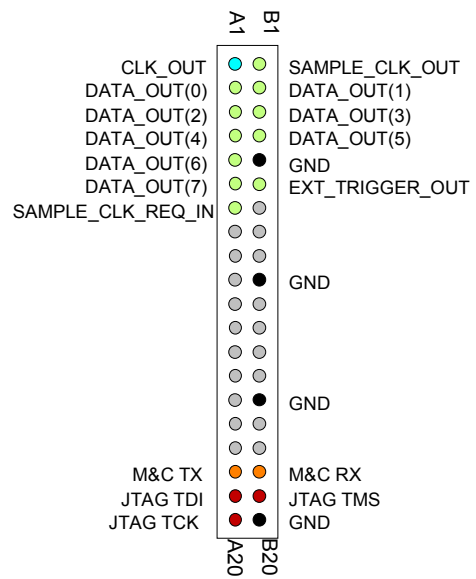 A1 B1
CLK_OUT SAMPLE_CLK_OUT
DATA_OUT(0) DATA_OUT(1)
DATA_OUT(2) DATA_OUT(3)
DATA_OUT(4) DATA_OUT(5)
DATA_OUT(6) GND
DATA_OUT(7) EXT_TRIGGER_OUT
SAMPLE_CLK_REQ_IN
GND
GND
M&C TX M&C RX
JTAG TDI JTAG TMS
JTAG TCK GND
A20 B20